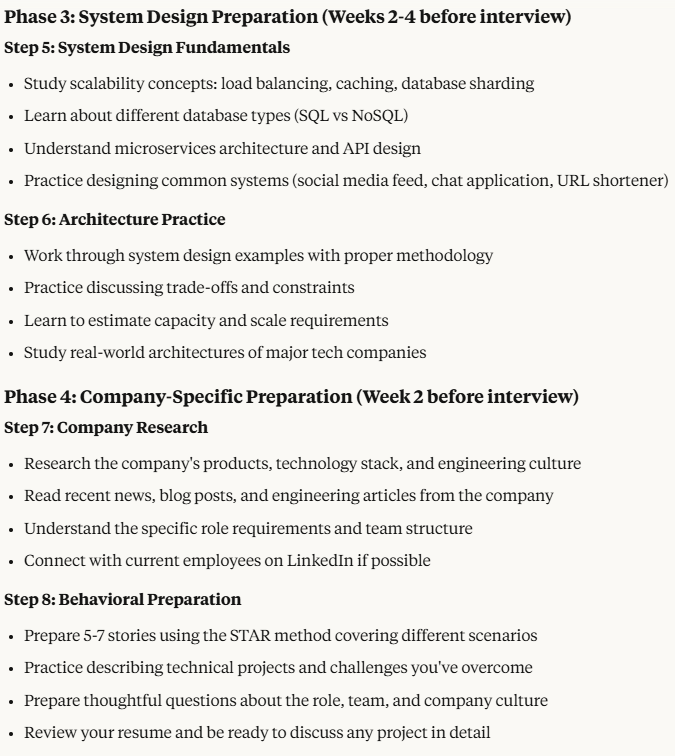 Phase 3: System Design Preparation (Weeks 2-4 before interview)
Step 5: System Design Fundamentals
• Study scalability concepts: load balancing, caching, database sharding
• Learn about different database types (SQL vs NoSQL)
• Understand microservices architecture and API design
• Practice designing common systems (social media feed, chat application, URL shortener)
Step 6: Architecture Practice
• Work through system design examples with proper methodology
• Practice discussing trade-offs and constraints
• Learn to estimate capacity and scale requirements
• Study real-world architectures of major tech companies
Phase 4: Company-Specific Preparation (Week 2 before interview)
Step 7: Company Research
• Research the company's products, technology stack, and engineering culture
• Read recent news, blog posts, and engineering articles from the company
• Understand the specific role requirements and team structure
• Connect with current employees on LinkedIn if possible
Step 8: Behavioral Preparation
• Prepare 5-7 stories using the STAR method covering different scenarios
• Practice describing technical projects and challenges you've overcome
• Prepare thoughtful questions about the role, team, and company culture
• Review your resume and be ready to discuss any project in detail